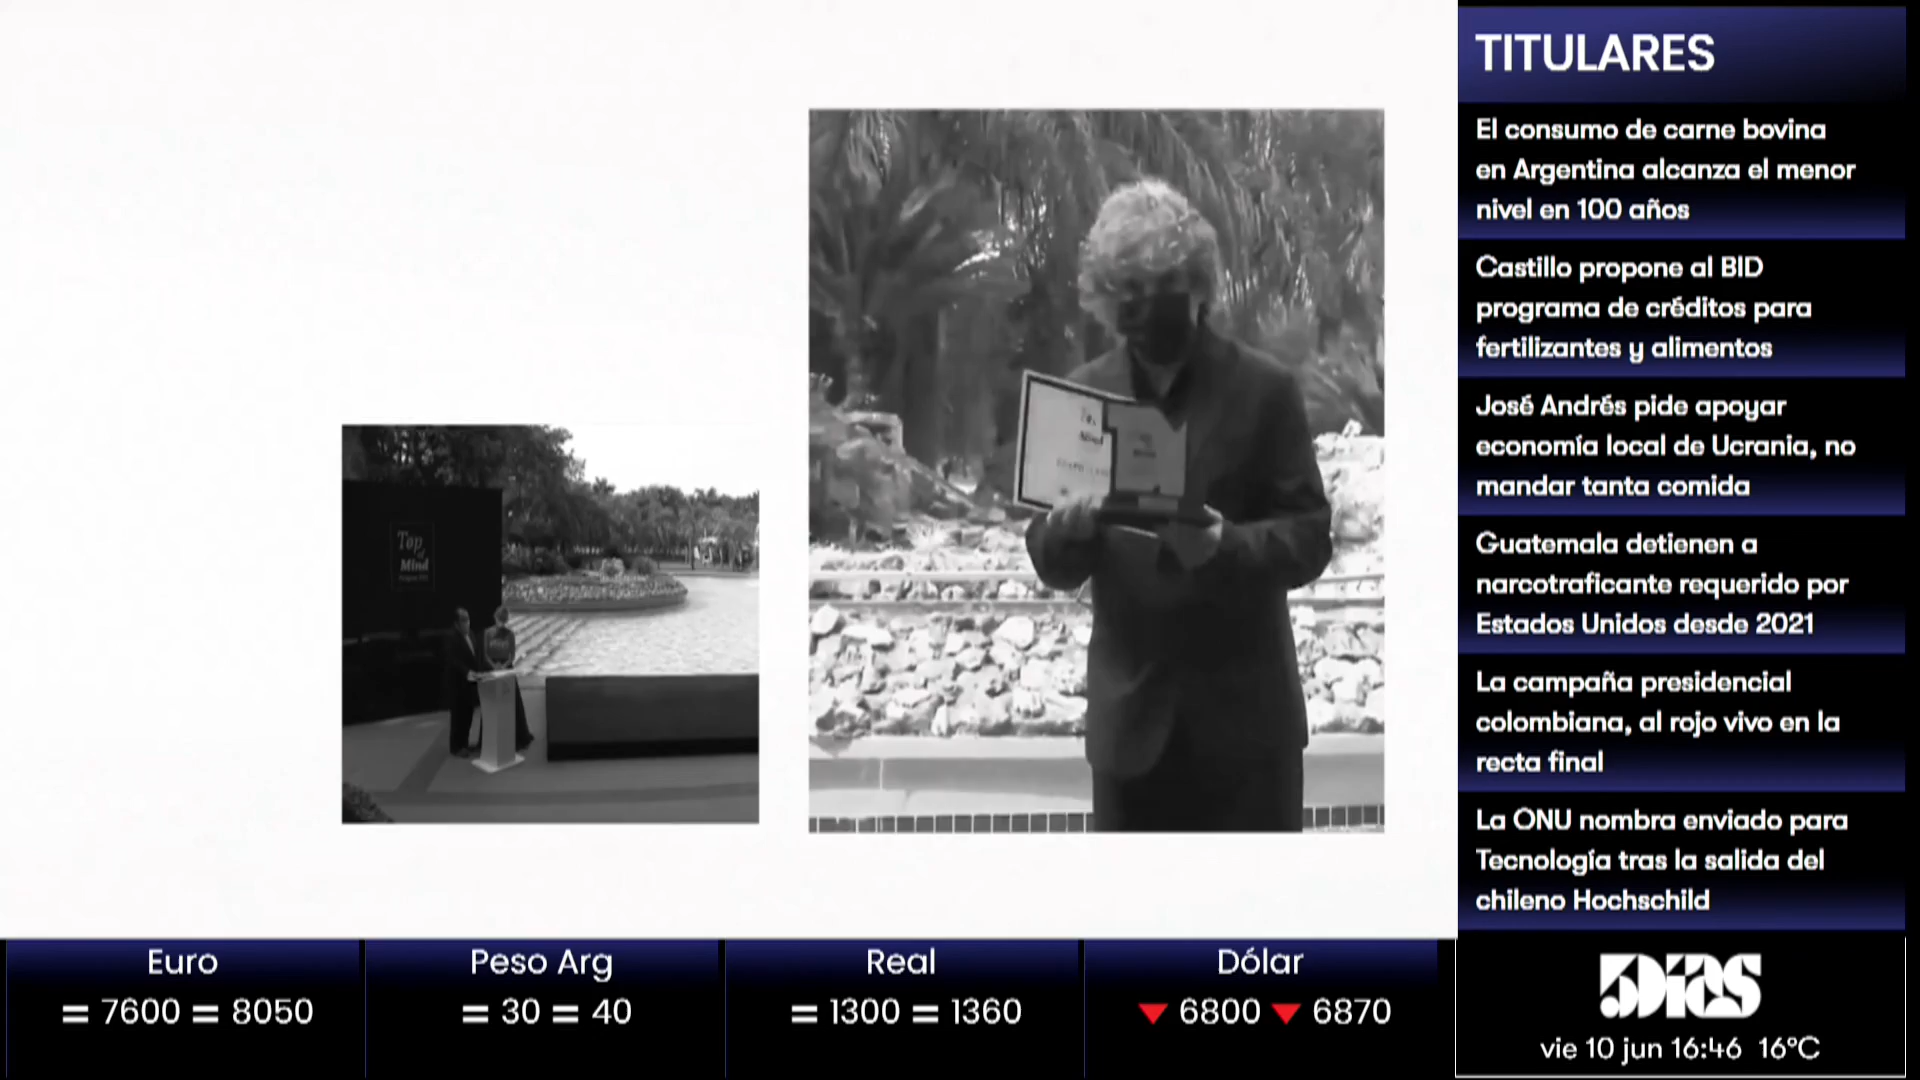 TITULARES
El consumo de carne bovina
en Argentina alcanza el menor
nivel en 100 años
Castillo propone al BID
programa de créditos para
fertilizantes y alimentos
José Andrés pide apoyar
economía local de Ucrania, no
mandar tanta comida
Guatemala detienen a
narcotraficante requerido por
Estados Unidos desde 2021
La campaña presidencial
colombiana, al rojo vivo en la
recta final
La ONU nombra enviado para
Tecnología tras la salida del
chileno Hochschild
Top
of
Mind
Top
Mind
Euro
= 7600 = 8050
Peso Arg
= 30 = 40
Real
= 1300 = 1360
Dólar
▼ 6800 ▼ 6870
5Días
vie 10 jun 16:46 16°C